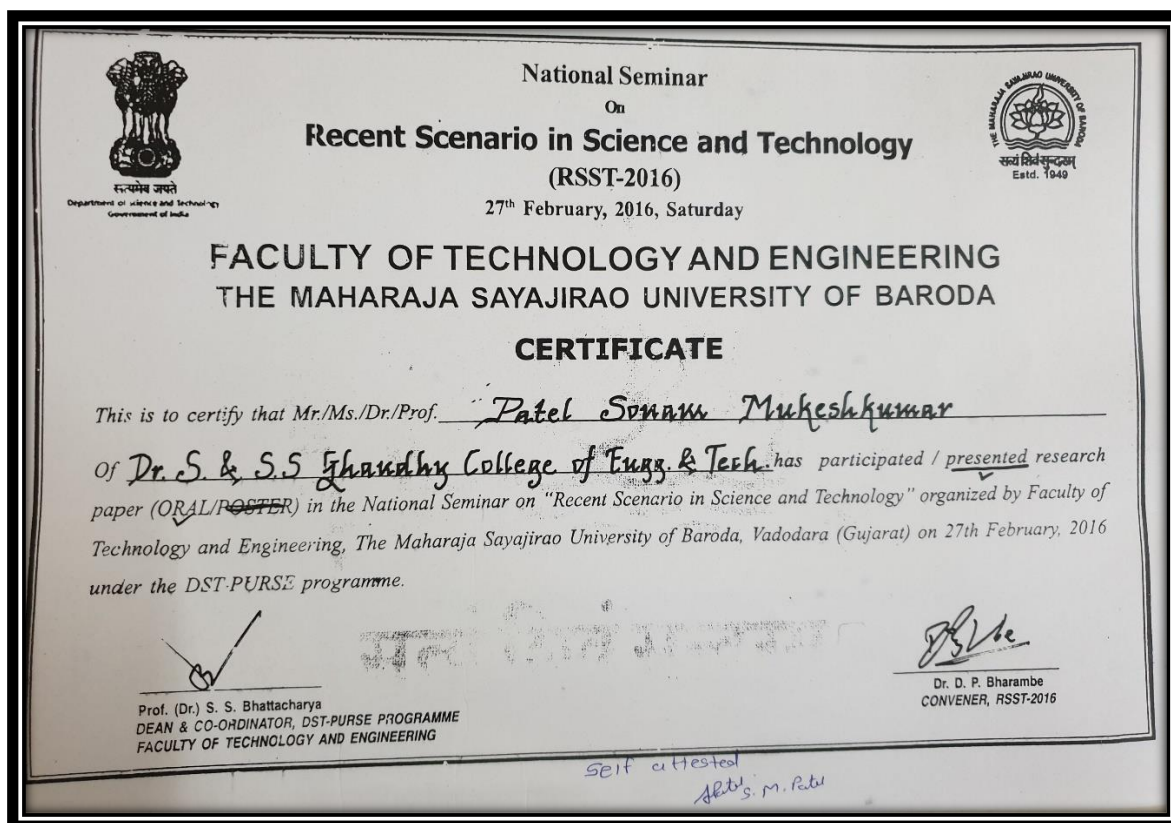 सत्यमेव जयते
Department of Science and Technology
Government of India
National Seminar
On
Recent Scenario in Science and Technology
(RSST-2016)
27th February, 2016, Saturday
THE MAHARAJA SAYAJIRAO UNIVERSITY OF BARODA
सत्यं शिवं सुन्दरम्
Estd. 1949
FACULTY OF TECHNOLOGY AND ENGINEERING
THE MAHARAJA SAYAJIRAO UNIVERSITY OF BARODA
CERTIFICATE
This is to certify that Mr./Ms./Dr./Prof. Patel Sonam Mukeshkumar
Of Dr. S. & S.S Ghandhy College of Engg. & Tech. has participated / presented research
paper (ORAL/POSTER) in the National Seminar on "Recent Scenario in Science and Technology" organized by Faculty of
Technology and Engineering, The Maharaja Sayajirao University of Baroda, Vadodara (Gujarat) on 27th February, 2016
under the DST-PURSE programme.
Prof. (Dr.) S. S. Bhattacharya
DEAN & CO-ORDINATOR, DST-PURSE PROGRAMME
FACULTY OF TECHNOLOGY AND ENGINEERING
Dr. D. P. Bharambe
CONVENER, RSST-2016
Self attested
S. M. Patel